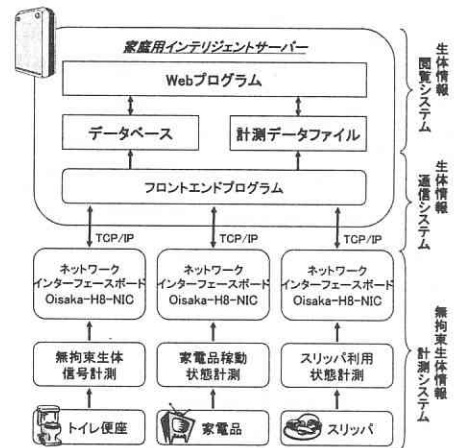 家庭用インテリジェントサーバー
Webプログラム
データベース
計測データファイル
フロントエンドプログラム
TCP/IP
TCP/IP
TCP/IP
ネットワーク
インターフェースボード
Oisaka-H8-NIC
ネットワーク
インターフェースボード
Oisaka-H8-NIC
ネットワーク
インターフェースボード
Oisaka-H8-NIC
無拘束生体
信号計測
家電品稼動
状態計測
スリッパ利用
状態計測
トイレ便座
家電品
スリッパ
生体情報
閲覧システム
生体情報
通信システム
無拘束生体情報
計測システム